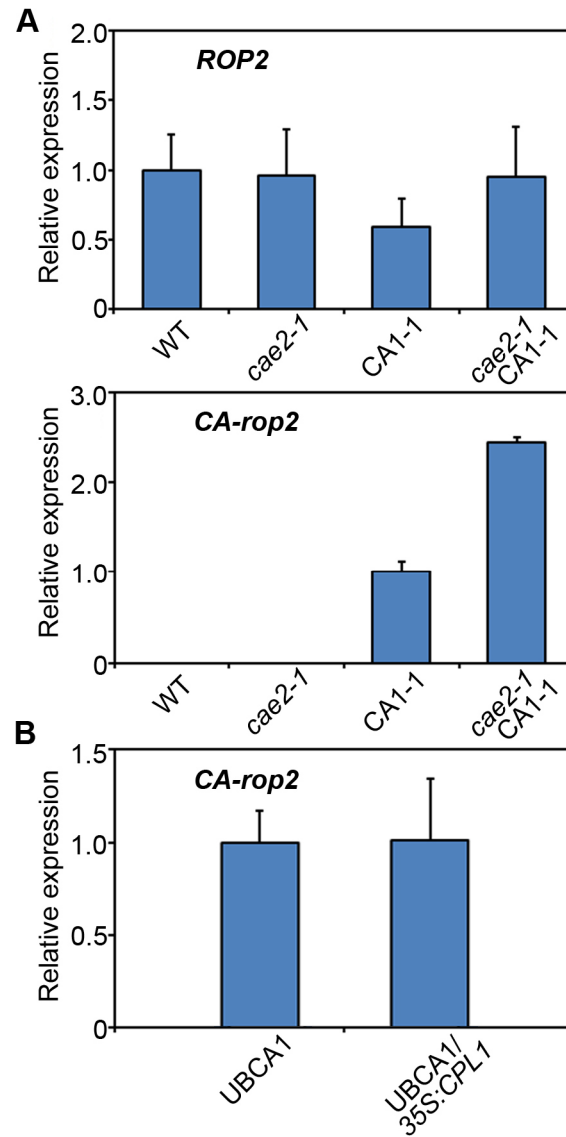 A
ROP2
Relative expression
2.0
1.5
1.0
0.5
0
WT
cae2-1
CA1-1
cae2-1
CA1-1
CA-rop2
Relative expression
3.0
2.0
1.0
0
WT
cae2-1
CA1-1
cae2-1
CA1-1
B
CA-rop2
Relative expression
1.5
1.0
0.5
0
UBCA1
UBCA1/
35S:CPL1